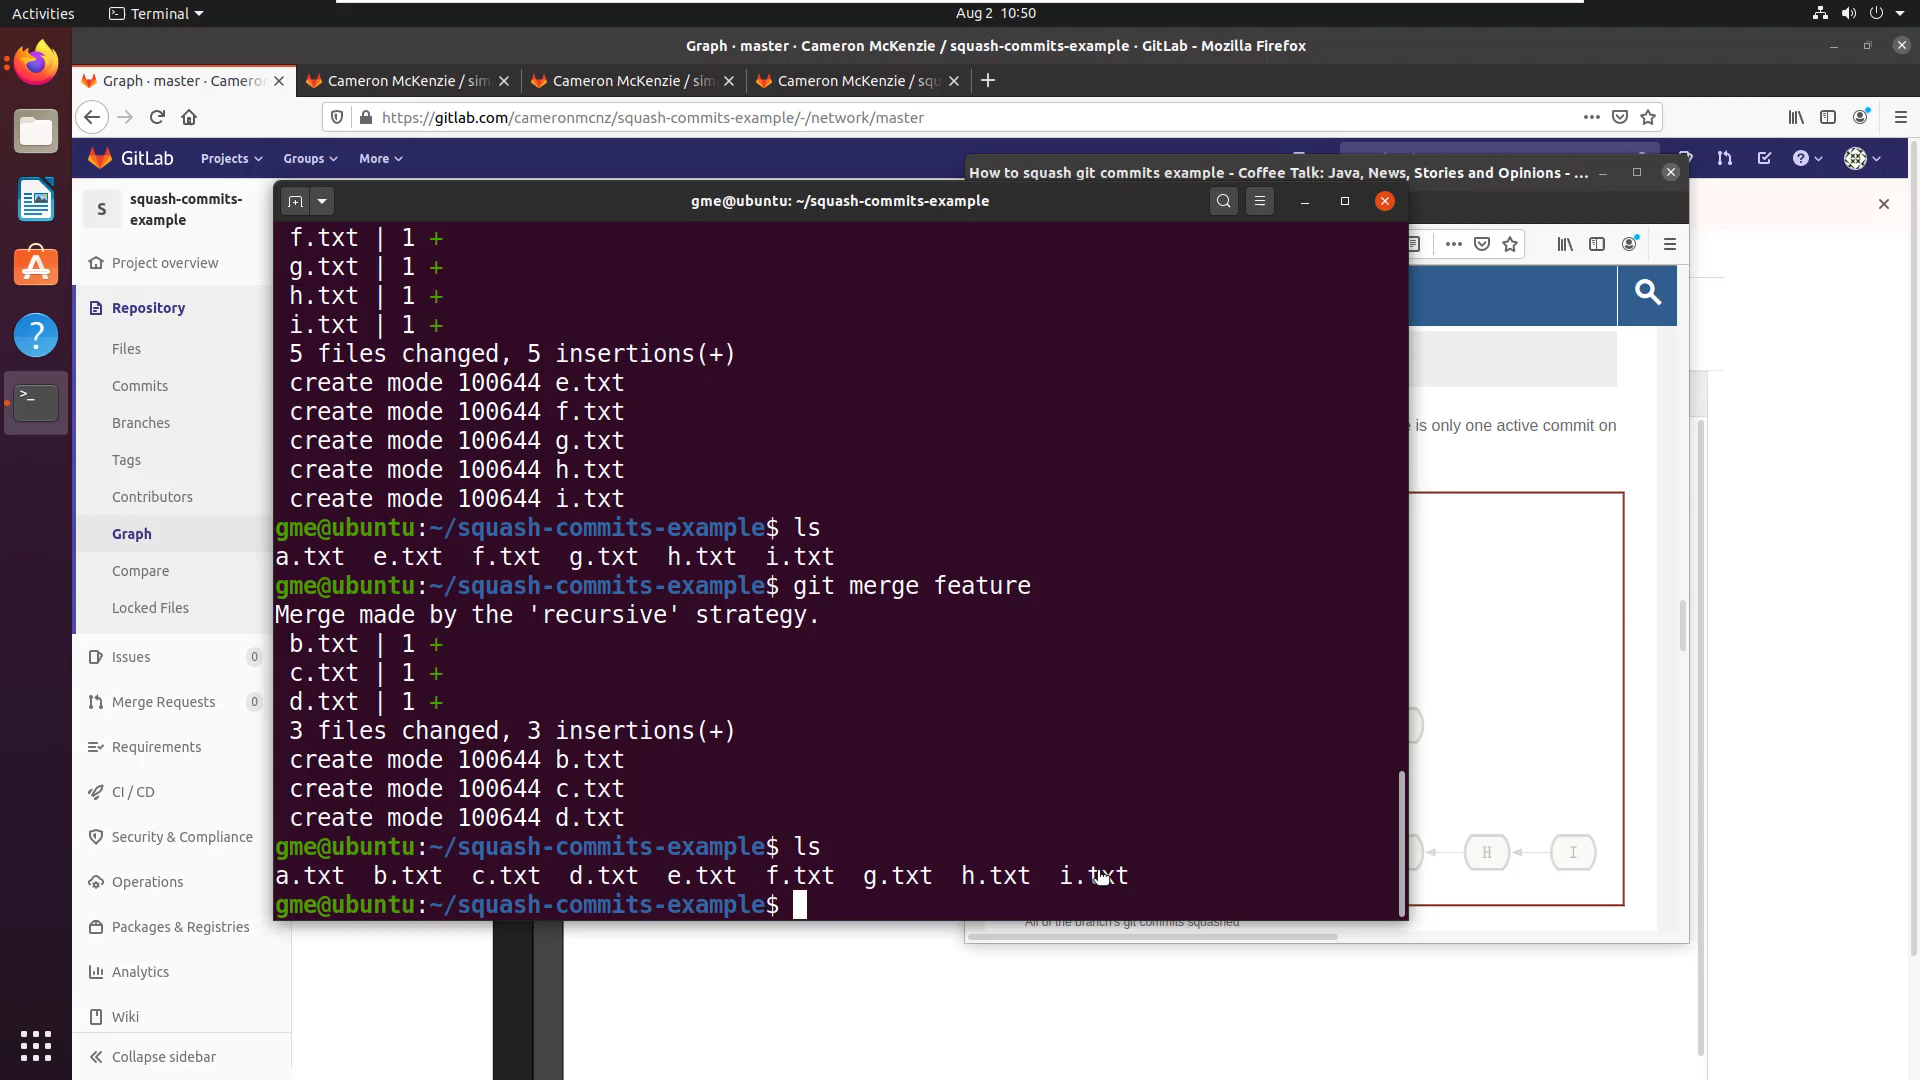 Activities
Terminal
Aug 2 10:50
Graph · master · Cameron McKenzie / squash-commits-example · GitLab - Mozilla Firefox
Graph · master · Camero
Cameron McKenzie / sim
Cameron McKenzie / sim
Cameron McKenzie / squ
https://gitlab.com/cameronmcnz/squash-commits-example/-/network/master
GitLab
Projects
Groups
More
How to squash git commits example - Coffee Talk: Java, News, Stories and Opinions - ...
S
squash-commits-
example
Project overview
Repository
Files
Commits
Branches
Tags
Contributors
Graph
Compare
Locked Files
Issues 0
Merge Requests 0
Requirements
CI / CD
Security & Compliance
Operations
Packages & Registries
Analytics
Wiki
Collapse sidebar
gme@ubuntu: ~/squash-commits-example
f.txt | 1 +
g.txt | 1 +
h.txt | 1 +
i.txt | 1 +
5 files changed, 5 insertions(+)
create mode 100644 e.txt
create mode 100644 f.txt
create mode 100644 g.txt
create mode 100644 h.txt
create mode 100644 i.txt
gme@ubuntu:~/squash-commits-example$ ls
a.txt e.txt f.txt g.txt h.txt i.txt
gme@ubuntu:~/squash-commits-example$ git merge feature
Merge made by the 'recursive' strategy.
b.txt | 1 +
c.txt | 1 +
d.txt | 1 +
3 files changed, 3 insertions(+)
create mode 100644 b.txt
create mode 100644 c.txt
create mode 100644 d.txt
gme@ubuntu:~/squash-commits-example$ ls
a.txt b.txt c.txt d.txt e.txt f.txt g.txt h.txt i.txt
gme@ubuntu:~/squash-commits-example$
is only one active commit on
H
I
All of the branch's git commits squashed